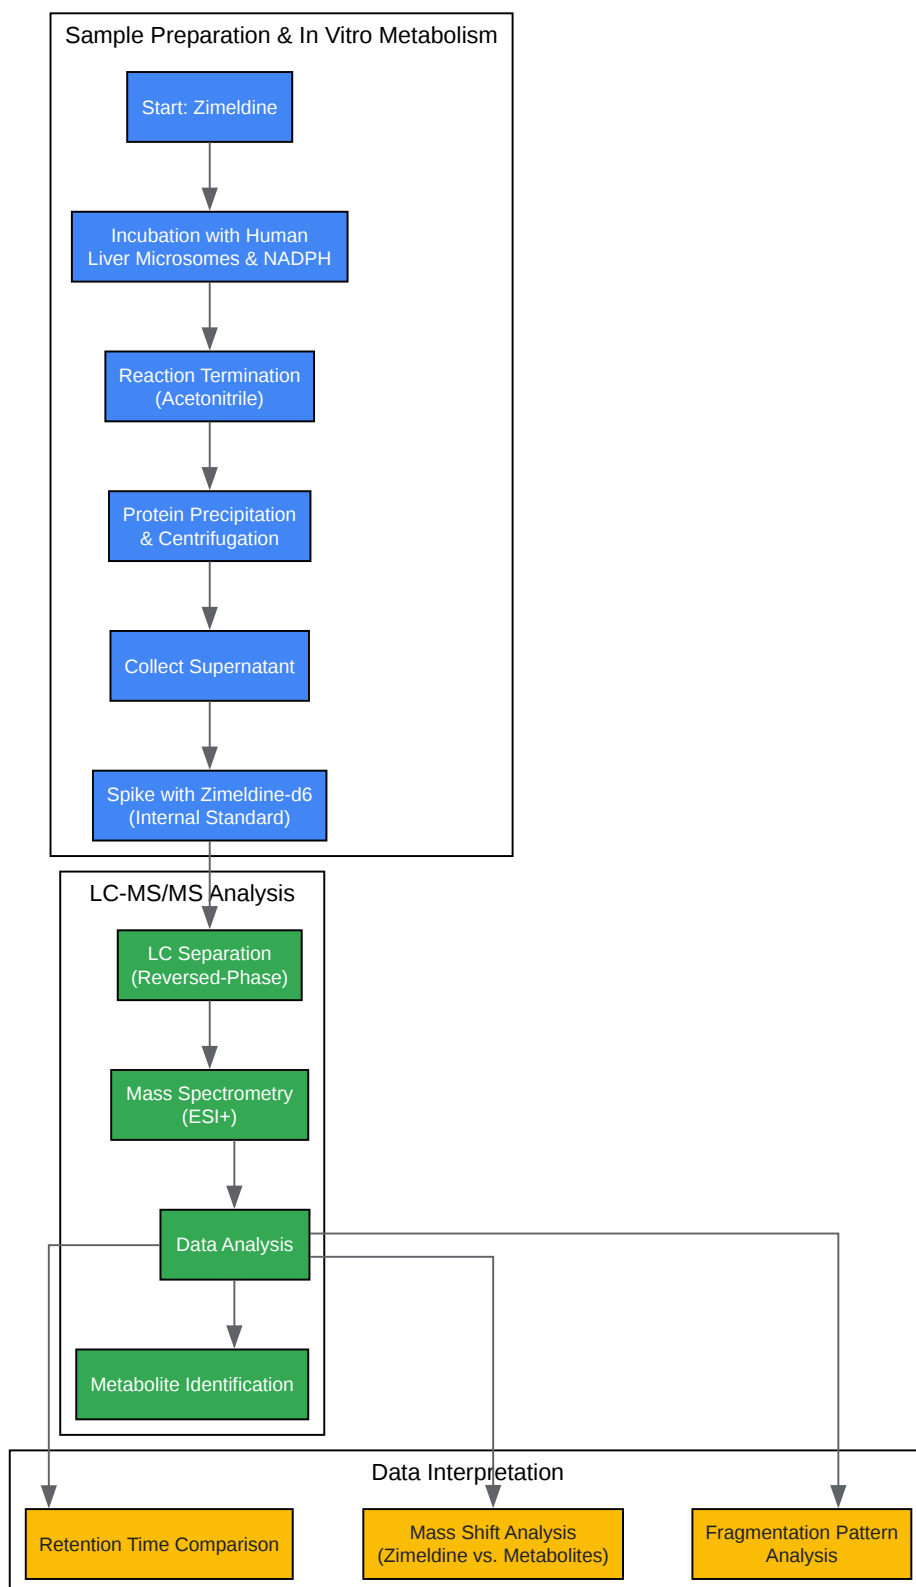 Sample Preparation & In Vitro Metabolism
Start: Zimeldine
Incubation with Human
Liver Microsomes & NADPH
Reaction Termination
(Acetonitrile)
Protein Precipitation
& Centrifugation
Collect Supernatant
Spike with Zimeldine-d6
(Internal Standard)
LC-MS/MS Analysis
LC Separation
(Reversed-Phase)
Mass Spectrometry
(ESI+)
Data Analysis
Metabolite Identification
Data Interpretation
Retention Time Comparison
Mass Shift Analysis
(Zimeldine vs. Metabolites)
Fragmentation Pattern
Analysis